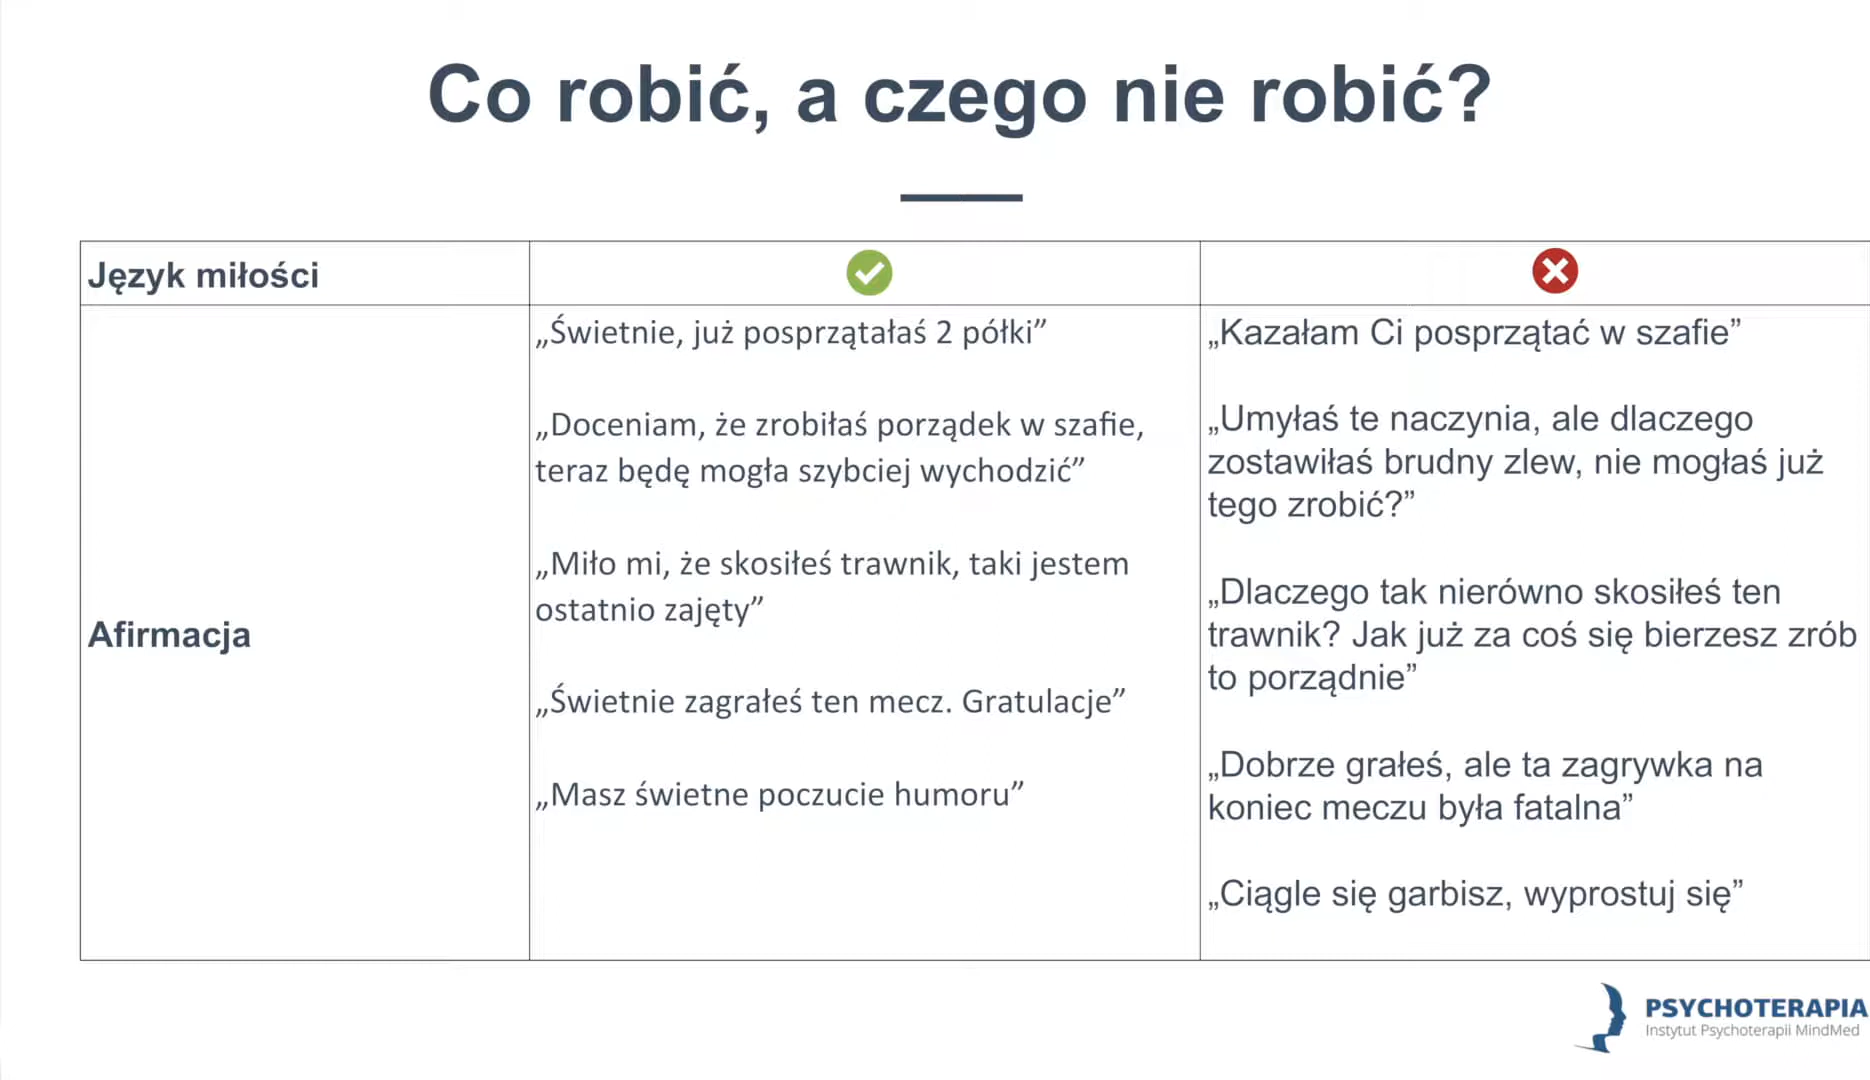 Co robić, a czego nie robić?
Język miłości
Afirmacja
„Świetnie, już posprzątałaś 2 półki”
„Doceniam, że zrobiłaś porządek w szafie,
teraz będę mogła szybciej wychodzić”
„Miło mi, że skosiłeś trawnik, taki jestem
ostatnio zajęty”
„Świetnie zagrałeś ten mecz. Gratulacje”
„Masz świetne poczucie humoru”
„Kazałam Ci posprzątać w szafie”
„Umyłaś te naczynia, ale dlaczego
zostawiłaś brudny zlew, nie mogłaś już
tego zrobić?”
„Dlaczego tak nierówno skosiłeś ten
trawnik? Jak już za coś się bierzesz zrób
to porządnie”
„Dobrze grałeś, ale ta zagrywka na
koniec meczu była fatalna”
„Ciągle się garbisz, wyprostuj się”
PSYCHOTERAPIA
Instytut Psychoterapii MindMed